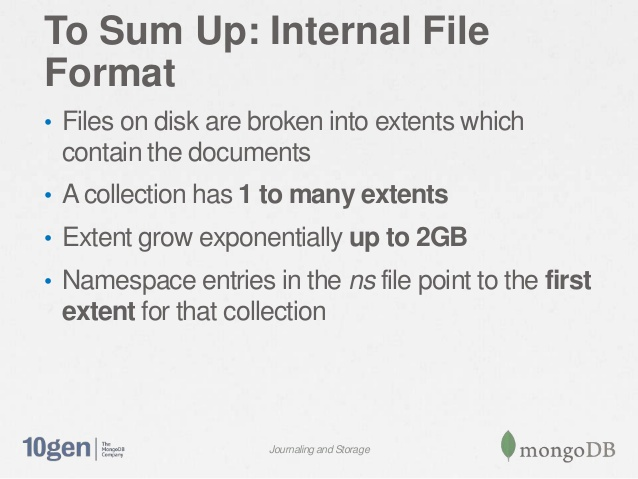 To Sum Up: Internal File
Format
• Files on disk are broken into extents which
contain the documents
• A collection has 1 to many extents
• Extent grow exponentially up to 2GB
• Namespace entries in the ns file point to the first
extent for that collection
10gen
The
MongoDB
Company
Journaling and Storage
mongoDB